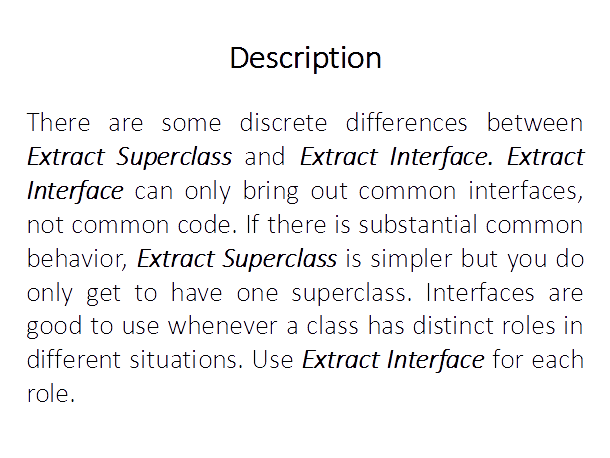 Description
There are some discrete differences between
Extract Superclass and Extract Interface. Extract
Interface can only bring out common interfaces,
not common code. If there is substantial common
behavior, Extract Superclass is simpler but you do
only get to have one superclass. Interfaces are
good to use whenever a class has distinct roles in
different situations. Use Extract Interface for each
role.